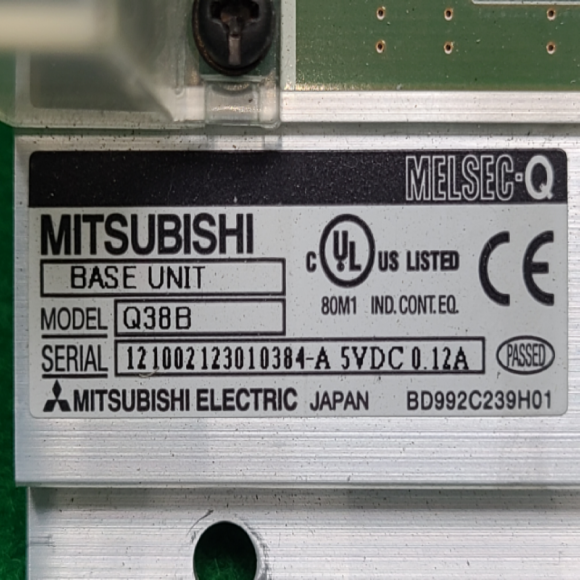 MELSEC-Q
MITSUBISHI
BASE UNIT
MODEL Q38B
C UL US LISTED
80M1 IND. CONT. EQ.
CE
SERIAL 121002123010384-A 5VDC 0.12A
PASSED
MITSUBISHI ELECTRIC JAPAN BD992C239H01